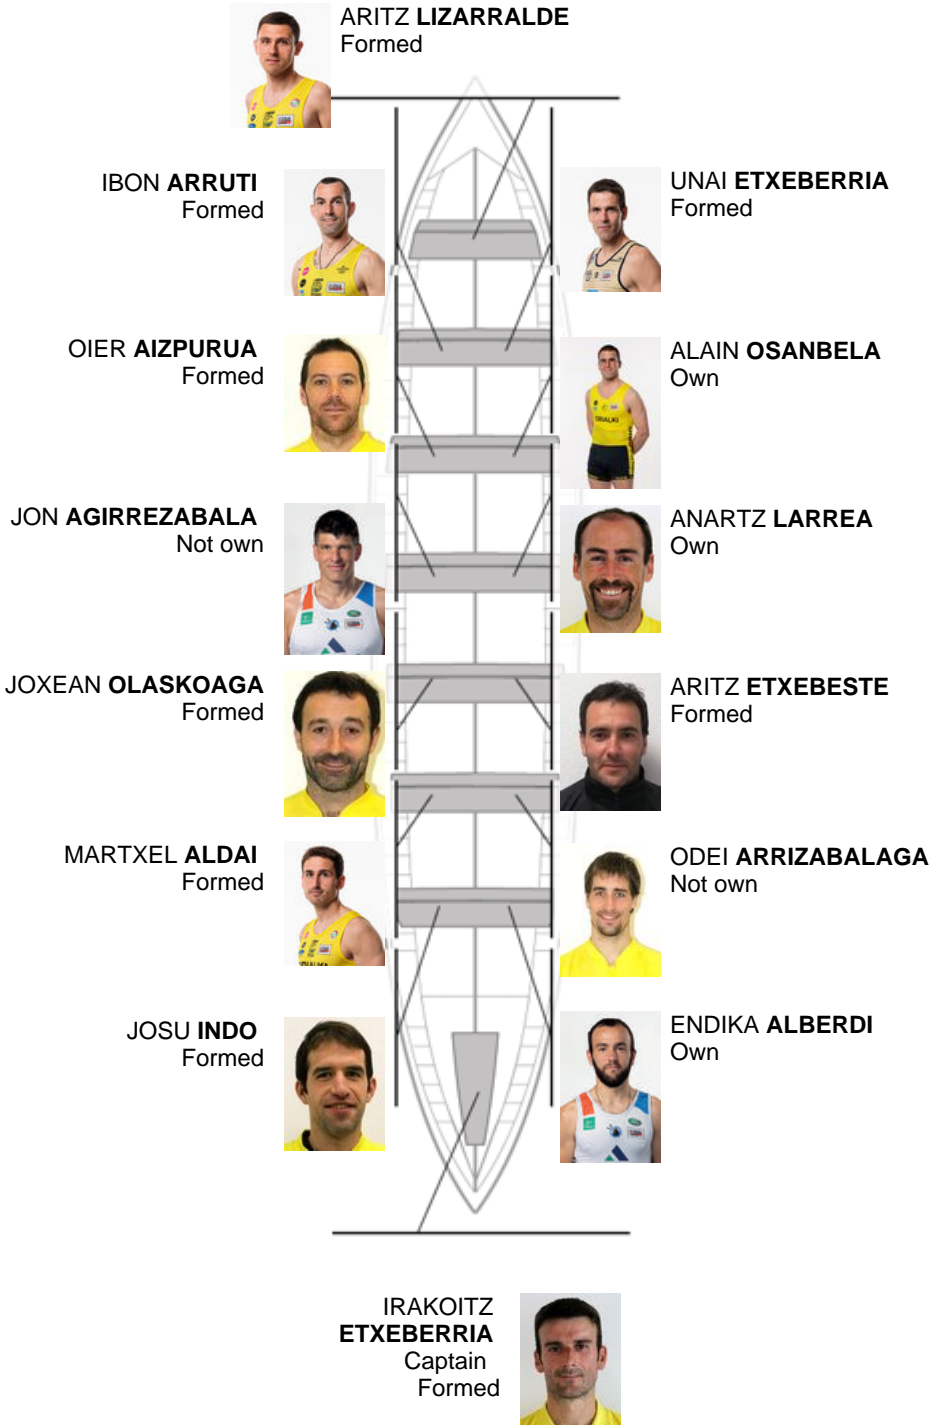 ARITZ LIZARRALDE
Formed
IBON ARRUTI
Formed
UNAI ETXEBERRIA
Formed
OIER AIZPURUA
Formed
ALAIN OSANBELA
Own
JON AGIRREZABALA
Not own
ANARTZ LARREA
Own
JOXEAN OLASKOAGA
Formed
ARITZ ETXEBESTE
Formed
MARTXEL ALDAI
Formed
ODEI ARRIZABALAGA
Not own
JOSU INDO
Formed
ENDIKA ALBERDI
Own
IRAKOITZ
ETXEBERRIA
Captain
Formed